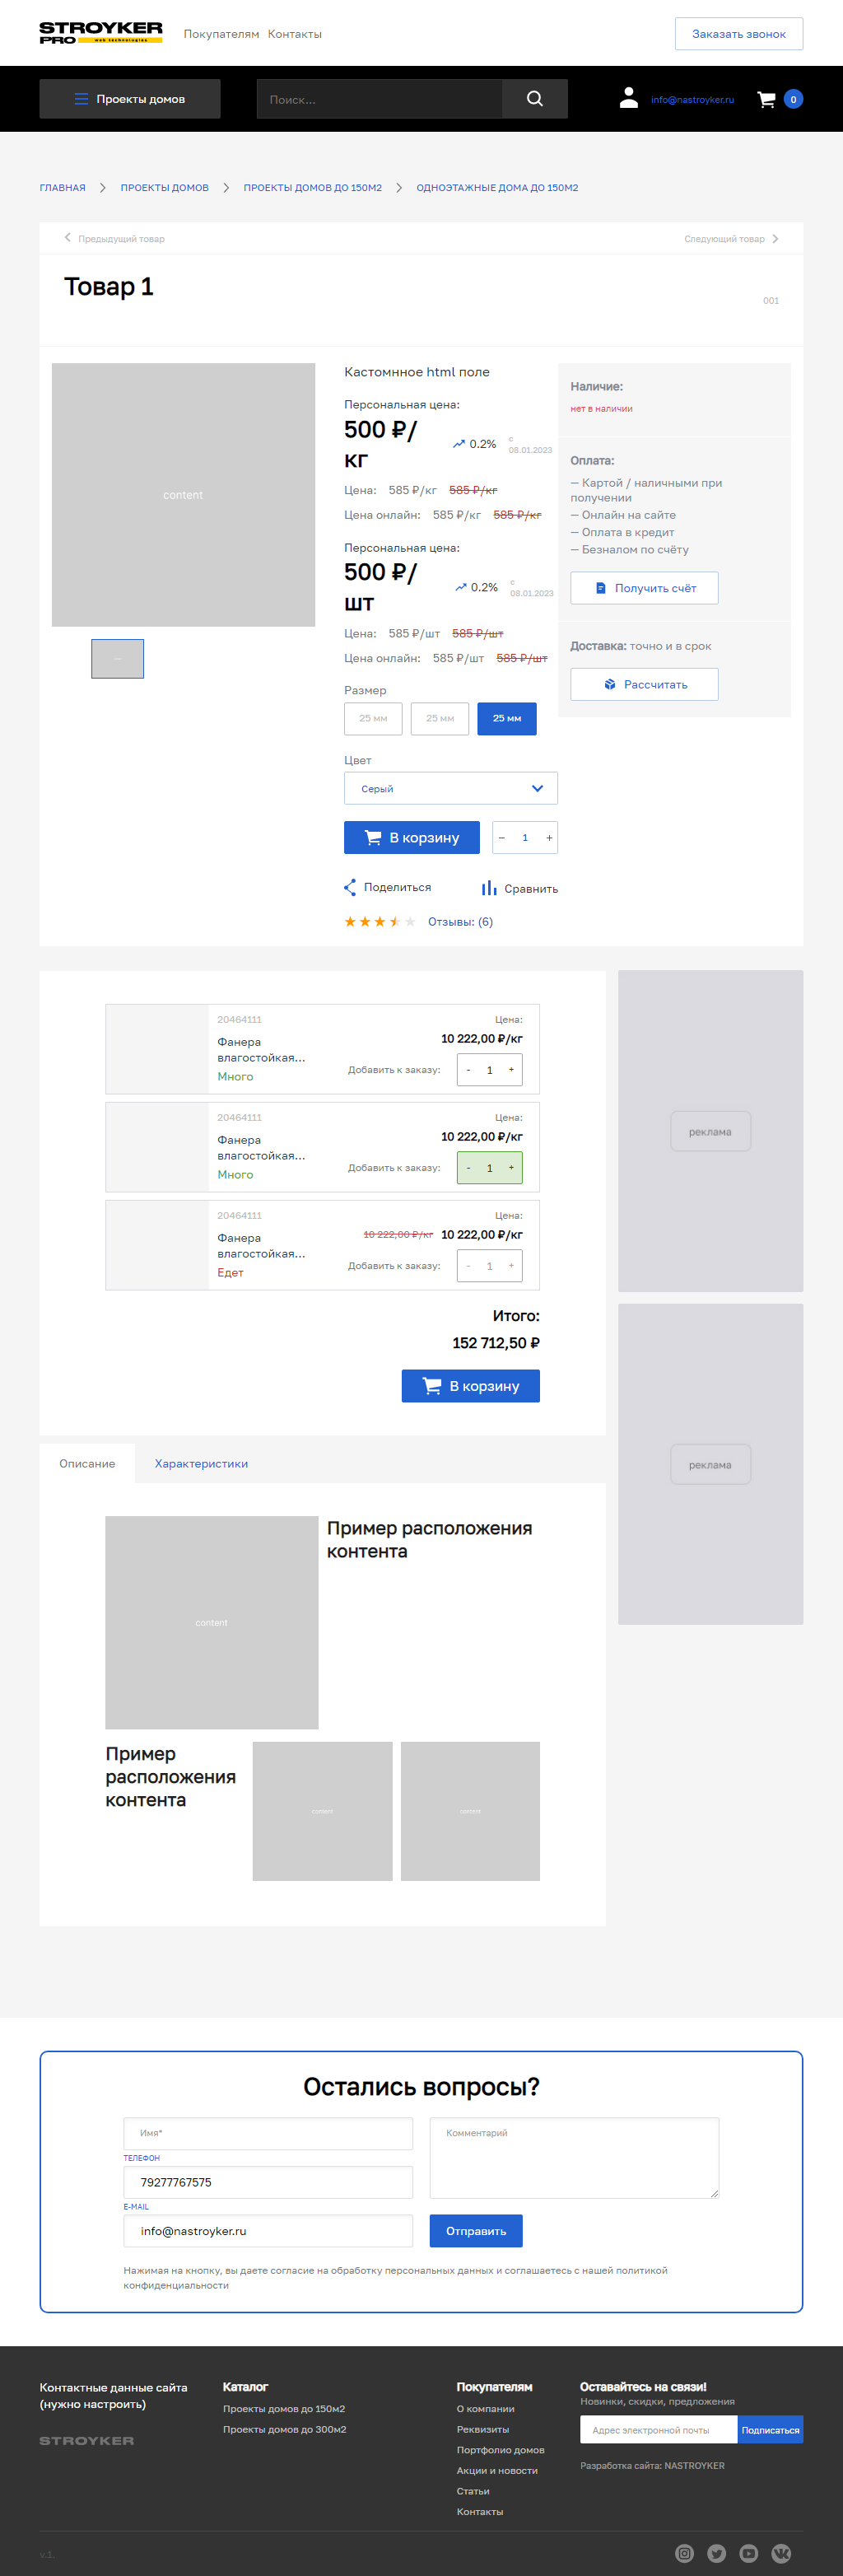 STROYKER
PRO web technologies
Покупателям Контакты
Заказать звонок
Проекты домов
Поиск...
info@nastroyker.ru
0
ГЛАВНАЯ ПРОЕКТЫ ДОМОВ ПРОЕКТЫ ДОМОВ ДО 150М2 ОДНОЭТАЖНЫЕ ДОМА ДО 150М2
Предыдущий товар
Следующий товар
Товар 1
001
content
Кастомнное html поле
Персональная цена:
500 ₽/
кг
0.2%
с
08.01.2023
Цена: 585 ₽/кг 585 ₽/кг
Цена онлайн: 585 ₽/кг 585 ₽/кг
Персональная цена:
500 ₽/
шт
0.2%
с
08.01.2023
Цена: 585 ₽/шт 585 ₽/шт
Цена онлайн: 585 ₽/шт 585 ₽/шт
Размер
25 мм 25 мм 25 мм
Цвет
Серый
В корзину
– 1 +
Поделиться
Сравнить
Отзывы: (6)
Наличие:
нет в наличии
Оплата:
— Картой / наличными при
получении
— Онлайн на сайте
— Оплата в кредит
— Безналом по счёту
Получить счёт
Доставка: точно и в срок
Рассчитать
20464111
Цена:
Фанера
влагостойкая...
10 222,00 ₽/кг
Много
Добавить к заказу:
- 1 +
20464111
Цена:
Фанера
влагостойкая...
10 222,00 ₽/кг
Много
Добавить к заказу:
- 1 +
20464111
Цена:
Фанера
влагостойкая...
10 222,00 ₽/кг 10 222,00 ₽/кг
Едет
Добавить к заказу:
- 1 +
Итого:
152 712,50 ₽
В корзину
реклама
реклама
Описание
Характеристики
content
Пример расположения
контента
Пример
расположения
контента
content
content
Остались вопросы?
Имя*
ТЕЛЕФОН
79277767575
E-MAIL
info@nastroyker.ru
Комментарий
Отправить
Нажимая на кнопку, вы даете согласие на обработку персональных данных и соглашаетесь с нашей политикой
конфиденциальности
Контактные данные сайта
(нужно настроить)
STROYKER
Каталог
Проекты домов до 150м2
Проекты домов до 300м2
Покупателям
О компании
Реквизиты
Портфолио домов
Акции и новости
Статьи
Контакты
Оставайтесь на связи!
Новинки, скидки, предложения
Адрес электронной почты
Подписаться
Разработка сайта: NASTROYKER
v.1.